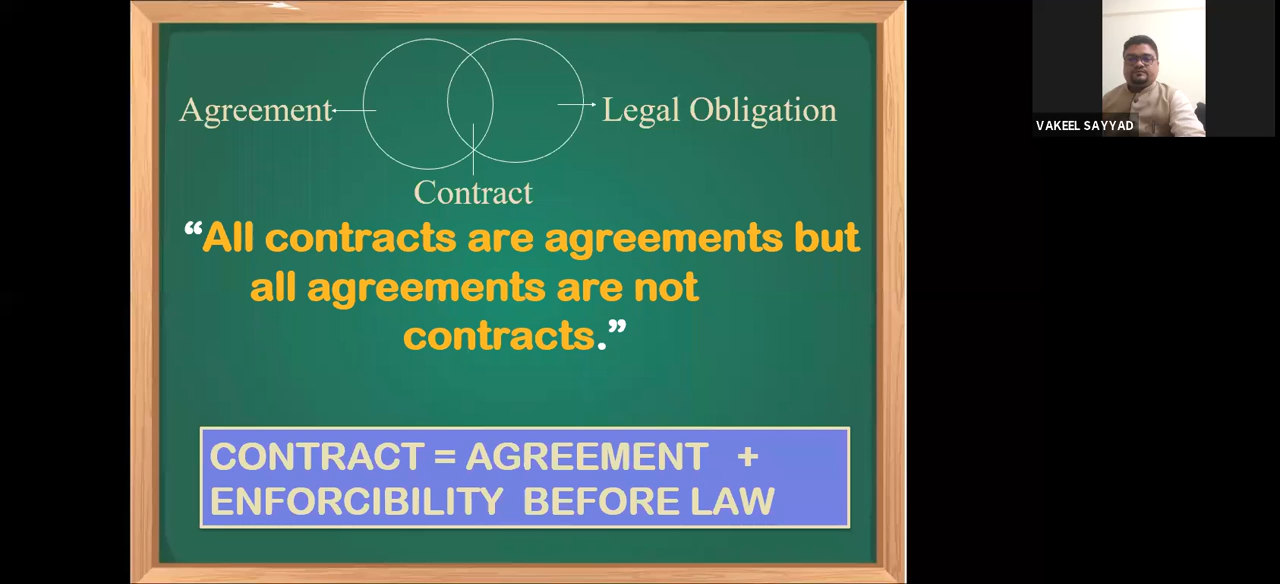 Agreement
Legal Obligation
Contract
“All contracts are agreements but
all agreements are not
contracts.”
CONTRACT = AGREEMENT +
ENFORCIBILITY BEFORE LAW
VAKEEL SAYYAD